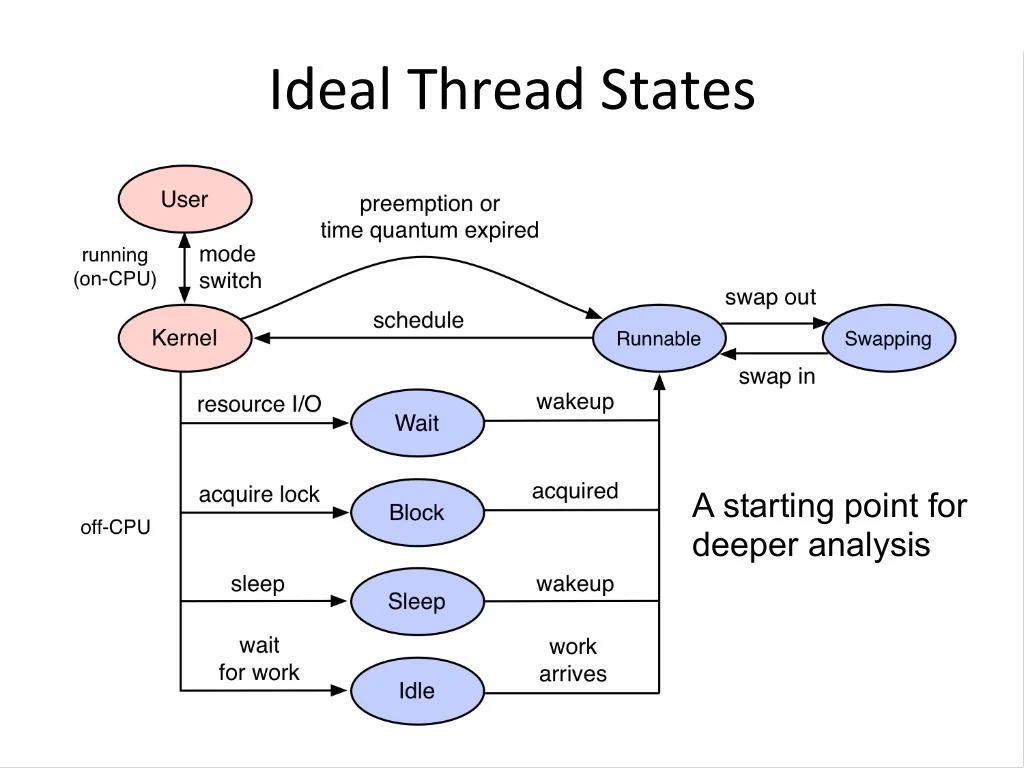 Ideal Thread States
User
preemption or
time quantum expired
running
(on-CPU)
mode
switch
swap out
Kernel
schedule
Runnable
Swapping
swap in
resource I/O
Wait
wakeup
acquire lock
Block
acquired
A starting point for
deeper analysis
off-CPU
sleep
Sleep
wakeup
wait
for work
Idle
work
arrives